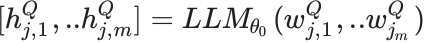 [h^Q_{j,1}, ..h^Q_{j,m}] = LLM_{θ_0}(w^Q_{j,1}, ..w^Q_{j_m})